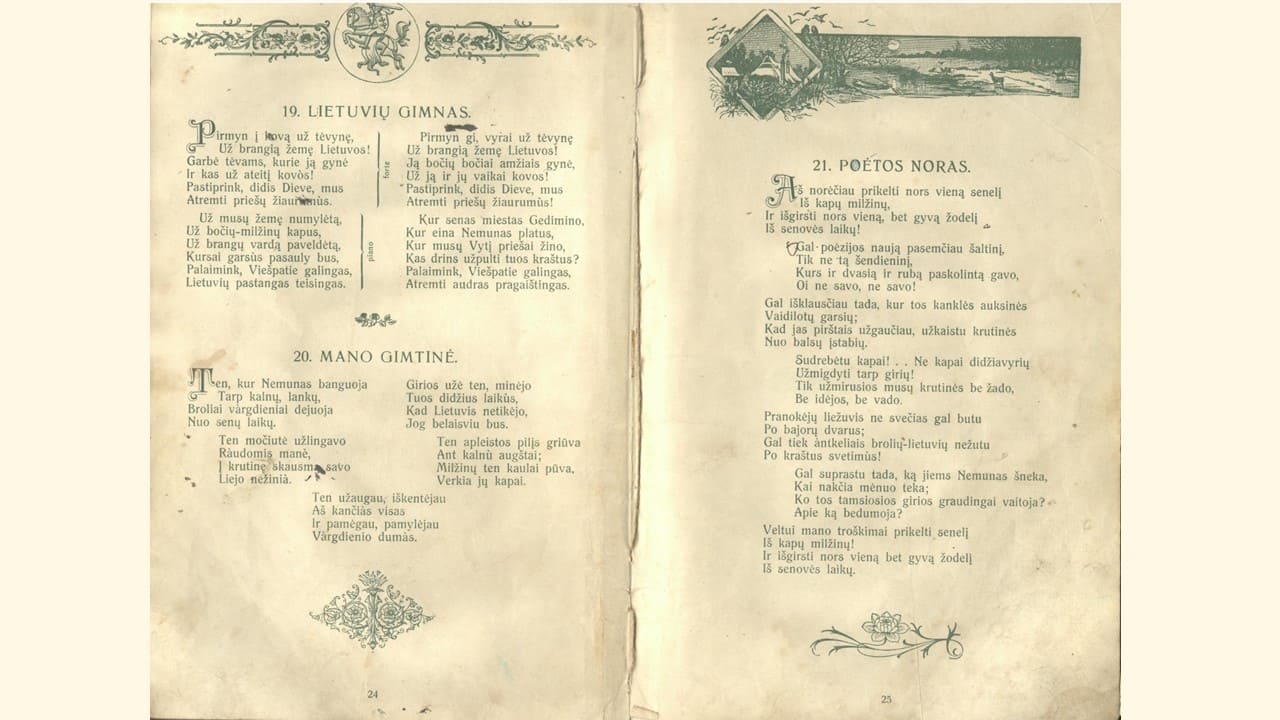 19. LIETUVIŲ GIMNAS.
Pirmyn į kovą už tėvynę,
Už brangią žemę Lietuvos!
Garbė tėvams, kurie ją gynė
Ir kas už ateitį kovos!
Pastiprink, didis Dieve, mus
Atremti priešų žiaurumus.
forte
Už musų žemę numylėtą,
Už bočių-milžinų kapus,
Už brangų vardą paveldėtą,
Kursai garsus pasauly bus,
Palaimink, Viešpatie galingas,
Lietuvių pastangas teisingas.
piano
Pirmyn gi, vyrai už tėvynę
Už brangią žemę Lietuvos!
Ją bočių bočiai amžiais gynė,
Už ją ir jų vaikai kovos!
Pastiprink, didis Dieve, mus
Atremti priešų žiaurumus!
Kur senas miestas Gedimino,
Kur eina Nemunas platus,
Kur musų Vytį priešai žino,
Kas drins užpulti tuos kraštus?
Palaimink, Viešpatie galingas,
Atremti audras pragaištingas.
20. MANO GIMTINĖ.
Ten, kur Nemunas banguoja
Tarp kalnų, lankų,
Broliai vargdieniai dejuoja
Nuo senų laikų.
Ten močiutė užlingavo
Raudomis manę,
Į krutinę skausmą savo
Liejo nežinia.
Girios užė ten, minėjo
Tuos didžius laikus,
Kad Lietuvis netikėjo,
Jog belaisviu bus.
Ten apleistos pilįs griūva
Ant kalnų augštai;
Milžinų ten kaulai pūva,
Verkia jų kapai.
Ten užaugau, iškentėjau
Aš kančias visas
Ir pamėgau, pamylėjau
Vargdienio dumas.
24
21. POĖTOS NORAS.
Aš norėčiau prikelti nors vieną senelį
Iš kapų milžinų,
Ir išgirsti nors vieną, bet gyvą žodelį
Iš senovės laikų!
Gal poėzijos naują pasemčiau šaltinį,
Tik ne tą šendieninį,
Kurs ir dvasią ir rubą paskolintą gavo,
Oi ne savo, ne savo!
Gal išklausčiau tada, kur tos kanklės auksinės
Vaidilotų garsių;
Kad jas pirštais užgaučiau, užkaistu krutinės
Nuo balsų įstabių.
Sudrebėtu kapai! . . Ne kapai didžiavyrių
Užmigdyti tarp girių!
Tik užmirusios musų krutinės be žado,
Be idėjos, be vado.
Pranokėjų liežuvis ne svečias gal butu
Po bajorų dvarus;
Gal tiek antkeliais brolių-lietuvių nežutu
Po kraštus svetimus!
Gal suprastu tada, ką jiems Nemunas šneka,
Kai nakčia mėnuo teka;
Ko tos tamsiosios girios graudingai vaitoja?
Apie ką bedumoja?
Veltui mano troškimai prikelti senelį
Iš kapų milžinų!
Ir išgirsti nors vieną bet gyvą žodelį
Iš senovės laikų.
25